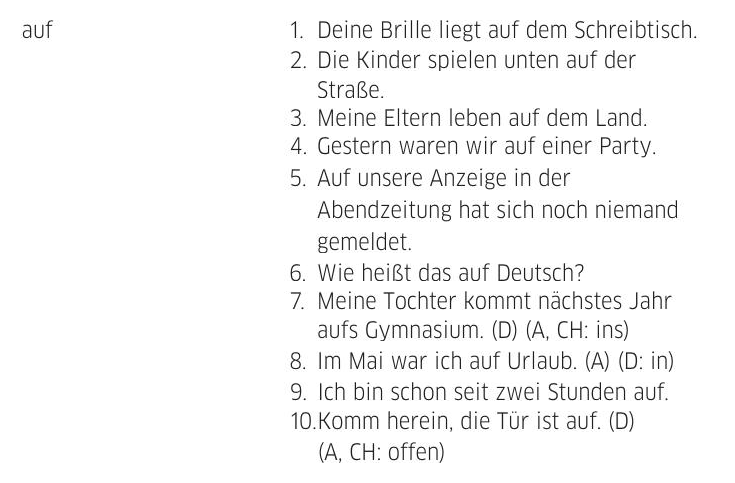 auf
1. Deine Brille liegt auf dem Schreibtisch.
2. Die Kinder spielen unten auf der
Straße.
3. Meine Eltern leben auf dem Land.
4. Gestern waren wir auf einer Party.
5. Auf unsere Anzeige in der
Abendzeitung hat sich noch niemand
gemeldet.
6. Wie heißt das auf Deutsch?
7. Meine Tochter kommt nächstes Jahr
aufs Gymnasium. (D) (A, CH: ins)
8. Im Mai war ich auf Urlaub. (A) (D: in)
9. Ich bin schon seit zwei Stunden auf.
10.Komm herein, die Tür ist auf. (D)
(A, CH: offen)